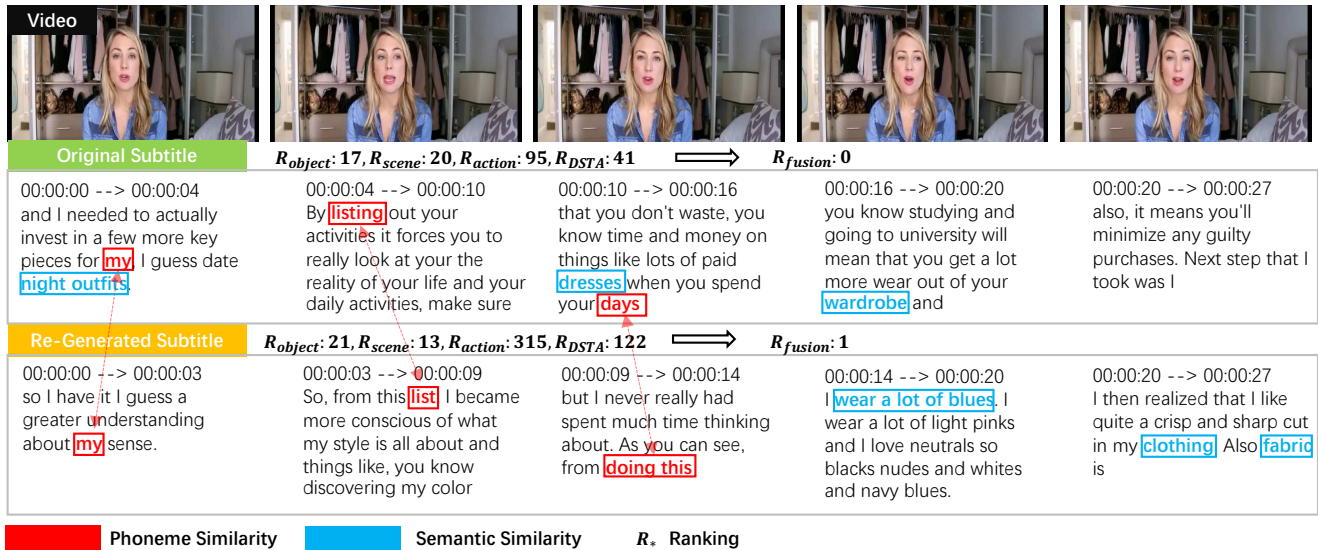 Video
Original Subtitle
R_object: 17, R_scene: 20, R_action: 95, R_DSTA: 41
R_fusion: 0
00:00:00 --> 00:00:04
and I needed to actually
invest in a few more key
pieces for my, I guess date
night outfits.
00:00:04 --> 00:00:10
By listing out your
activities it forces you to
really look at your the
reality of your life and your
daily activities, make sure
00:00:10 --> 00:00:16
that you don't waste, you
know time and money on
things like lots of paid
dresses when you spend
your days
00:00:16 --> 00:00:20
you know studying and
going to university will
mean that you get a lot
more wear out of your
wardrobe and
00:00:20 --> 00:00:27
also, it means you'll
minimize any guilty
purchases. Next step that I
took was I
Re-Generated Subtitle
R_object: 21, R_scene: 13, R_action: 315, R_DSTA: 122
R_fusion: 1
00:00:00 --> 00:00:03
so I have it I guess a
greater understanding
about my sense.
00:00:03 --> 00:00:09
So, from this list, I became
more conscious of what
my style is all about and
things like, you know
discovering my color
00:00:09 --> 00:00:14
but I never really had
spent much time thinking
about. As you can see,
from doing this
00:00:14 --> 00:00:20
I wear a lot of blues. I
wear a lot of light pinks
and I love neutrals so
blacks nudes and whites
and navy blues.
00:00:20 --> 00:00:27
I then realized that I like
quite a crisp and sharp cut
in my clothing. Also fabric
is
Phoneme Similarity
Semantic Similarity
R_* Ranking